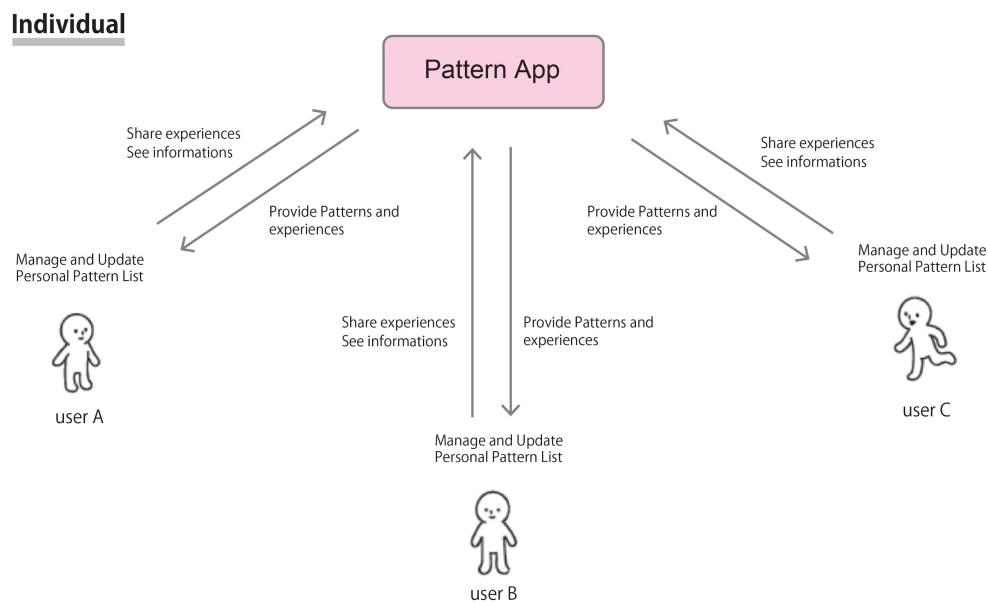 Individual
Pattern App
Share experiences
See informations
Provide Patterns and
experiences
Manage and Update
Personal Pattern List
user A
Share experiences
See informations
Provide Patterns and
experiences
Manage and Update
Personal Pattern List
user B
Share experiences
See informations
Provide Patterns and
experiences
Manage and Update
Personal Pattern List
user C